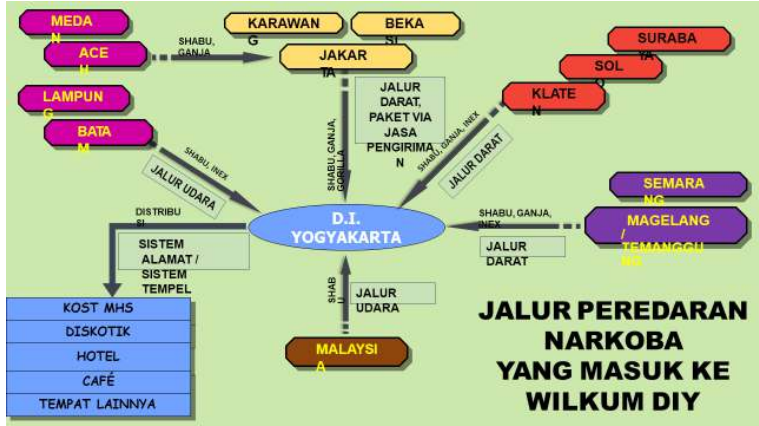 MEDA
N
ACE
H
LAMPUN
G
BATA
M
KARAWAN
G
BEKA
SI
JAKAR
TA
SURABA
YA
SOL
O
KLATE
N
SEMARA
NG
MAGELANG
/
TEMANGGU
NG
MALAYSI
A
D.I.
YOGYAKARTA
SHABU,
GANJA
SHABU, INEX
JALUR UDARA
SHABU, GANJA,
GORILLA
JALUR
DARAT,
PAKET VIA
JASA
PENGIRIMA
N
SHABU, GANJA, INEX
JALUR DARAT
SHABU, GANJA,
INEX
JALUR
DARAT
SHAB
U
JALUR
UDARA
DISTRIBU
SI
SISTEM
ALAMAT /
SISTEM
TEMPEL
KOST MHS
DISKOTIK
HOTEL
CAFÉ
TEMPAT LAINNYA
JALUR PEREDARAN
NARKOBA
YANG MASUK KE
WILKUM DIY